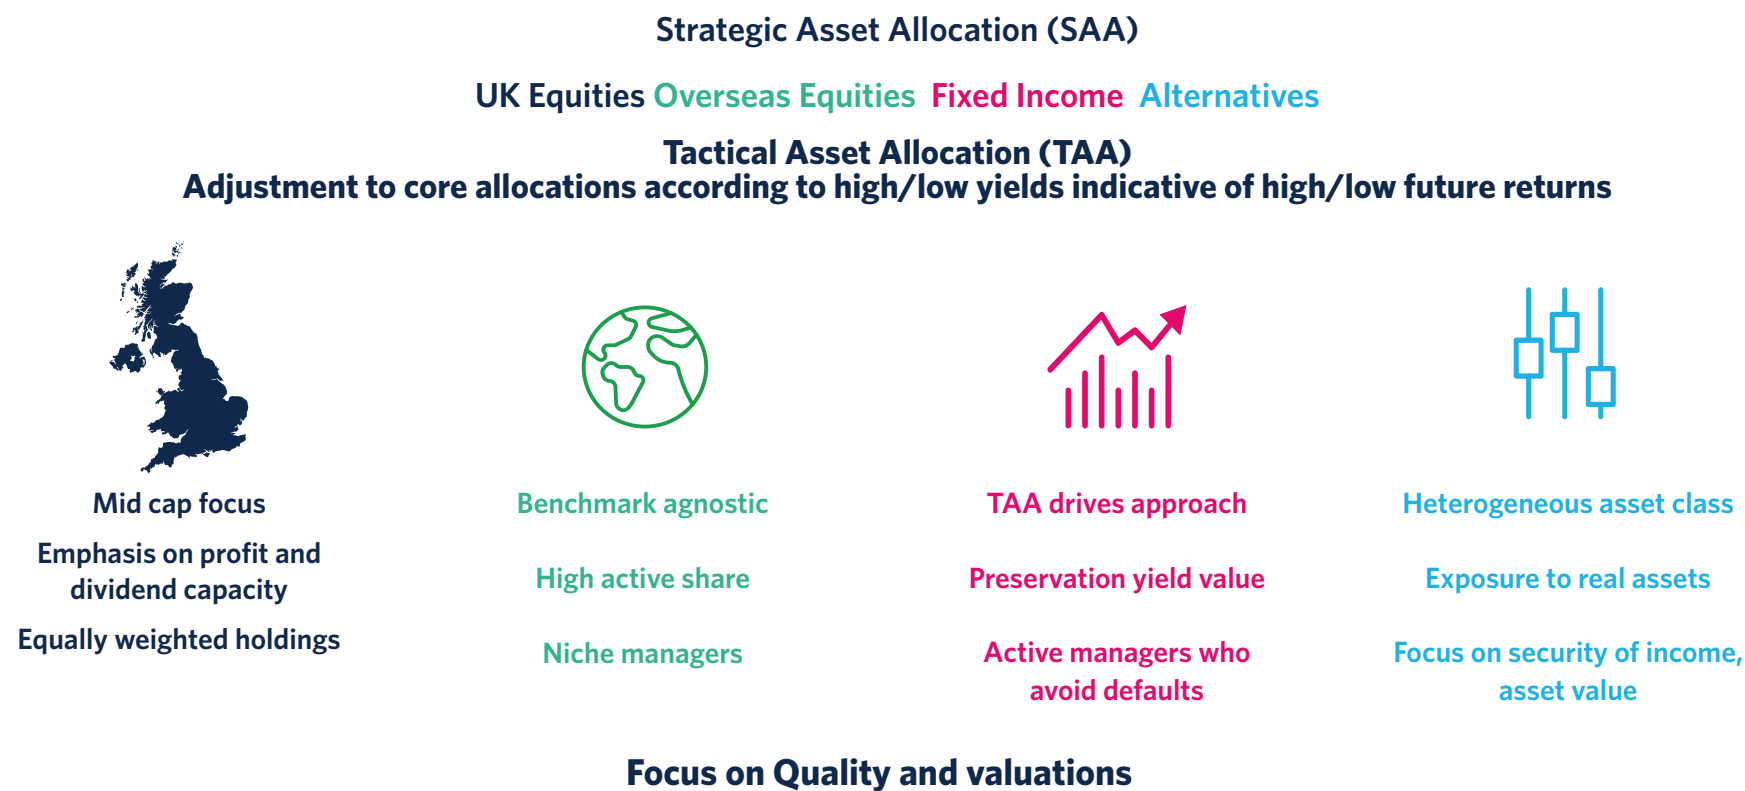 Strategic Asset Allocation (SAA)
UK Equities Overseas Equities Fixed Income Alternatives
Tactical Asset Allocation (TAA)
Adjustment to core allocations according to high/low yields indicative of high/low future returns
Mid cap focus
Emphasis on profit and
dividend capacity
Equally weighted holdings
Benchmark agnostic
High active share
Niche managers
TAA drives approach
Preservation yield value
Active managers who
avoid defaults
Heterogeneous asset class
Exposure to real assets
Focus on security of income,
asset value
Focus on Quality and valuations